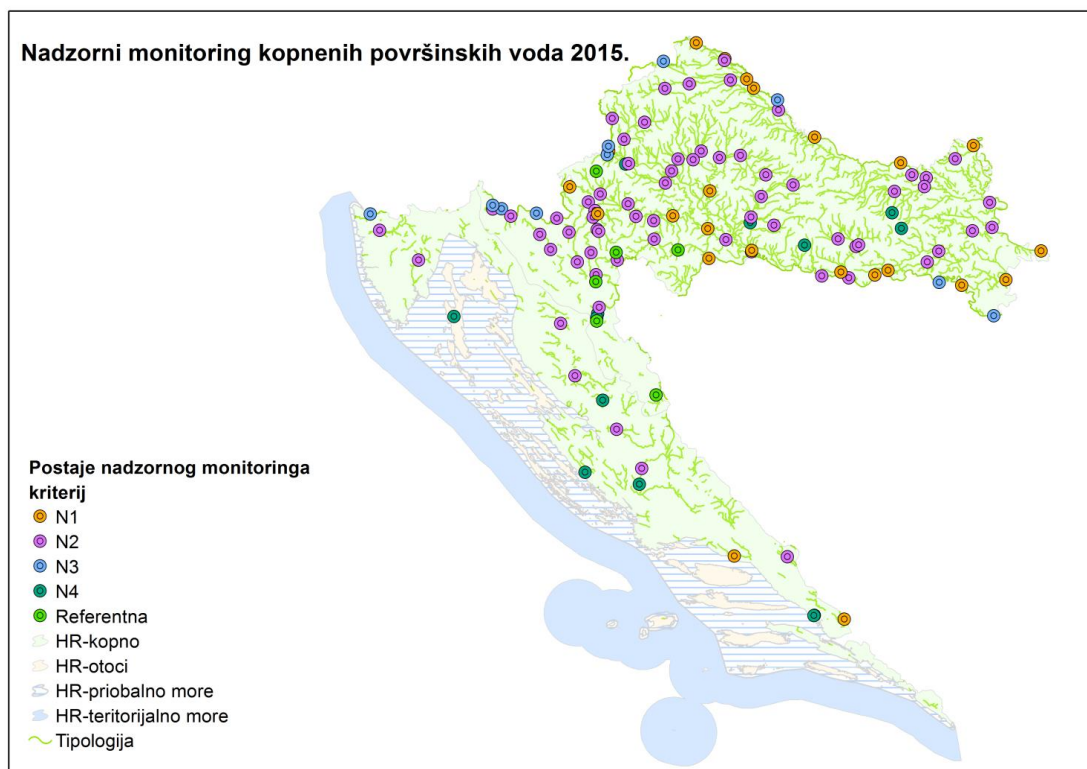 Nadzorni monitoring kopnenih površinskih voda 2015.
Postaje nadzornog monitoringa
kriterij
N1
N2
N3
N4
Referentna
HR-kopno
HR-otoci
HR-priobalno more
HR-teritorijalno more
Tipologija